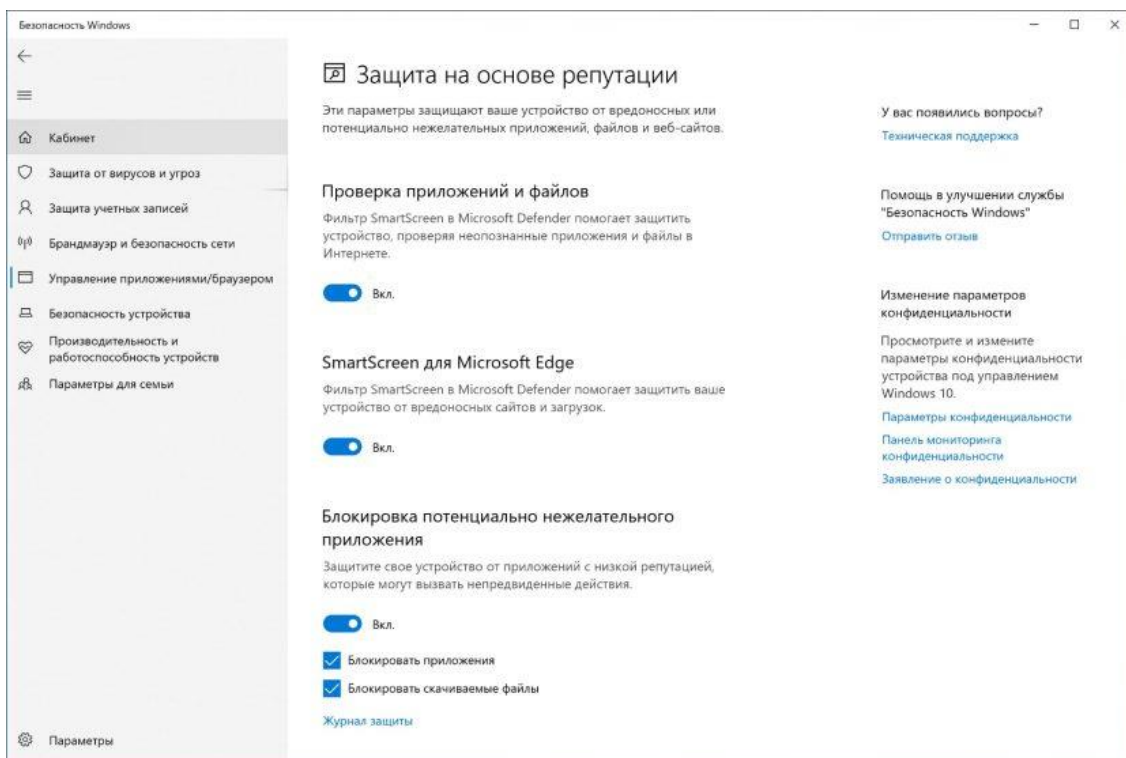 Безопасность Windows
Кабинет
Защита от вирусов и угроз
Защита учетных записей
Брандмауэр и безопасность сети
Управление приложениями/браузером
Безопасность устройства
Производительность и
работоспособность устройств
Параметры для семьи
Параметры
Защита на основе репутации
Эти параметры защищают ваше устройство от вредоносных или
потенциально нежелательных приложений, файлов и веб-сайтов.
Проверка приложений и файлов
Фильтр SmartScreen в Microsoft Defender помогает защитить
устройство, проверяя неопознанные приложения и файлы в
Интернете.
Вкл.
SmartScreen для Microsoft Edge
Фильтр SmartScreen в Microsoft Defender помогает защитить ваше
устройство от вредоносных сайтов и загрузок.
Вкл.
Блокировка потенциально нежелательного
приложения
Защитите свое устройство от приложений с низкой репутацией,
которые могут вызвать непредвиденные действия.
Вкл.
Блокировать приложения
Блокировать скачиваемые файлы
Журнал защиты
У вас появились вопросы?
Техническая поддержка
Помощь в улучшении службы
"Безопасность Windows"
Отправить отзыв
Изменение параметров
конфиденциальности
Просмотрите и измените
параметры конфиденциальности
устройства под управлением
Windows 10.
Параметры конфиденциальности
Панель мониторинга
конфиденциальности
Заявление о конфиденциальности